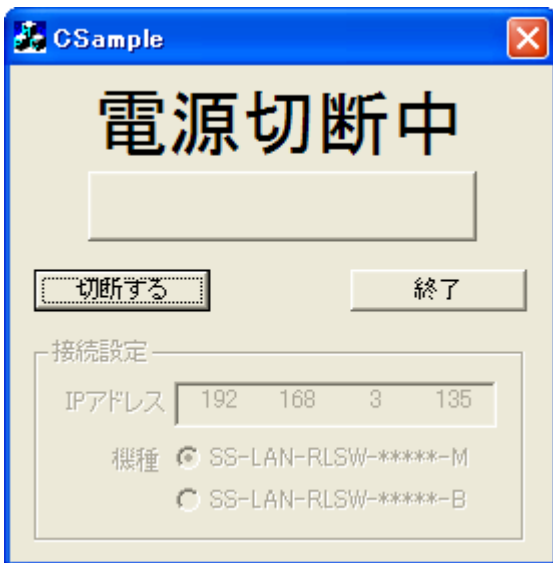 CSample
電源切断中
切断する 終了
接続設定
IPアドレス 192 168 3 135
機種 SS-LAN-RLSW-*****-M
SS-LAN-RLSW-*****-B